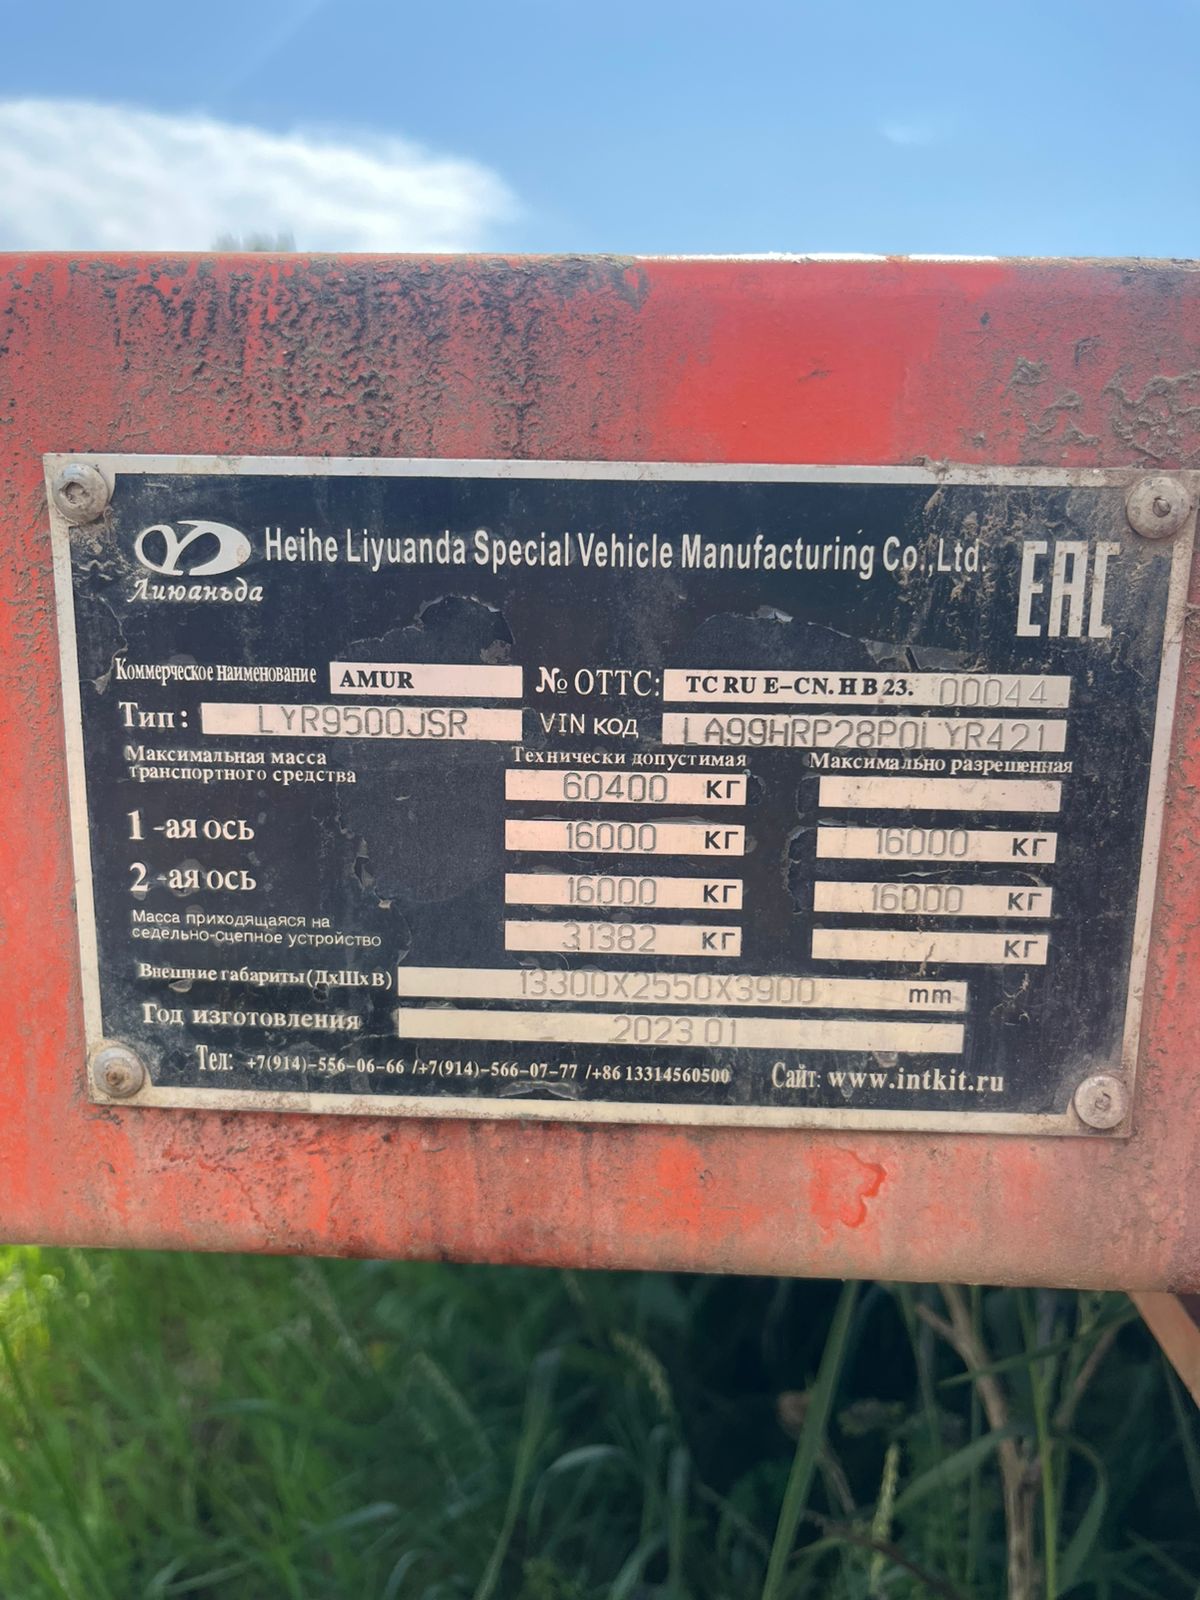 Heihe Liyuanda Special Vehicle Manufacturing Co.,Ltd.
Лиюаньда
EAC
Коммерческое наименование AMUR № ОТТС: TC RU E-CN.HB23. 00044
Тип: LYR9500JSR VIN код LA99HRP28P0LYR421
Максимальная масса транспортного средства Технически допустимая Максимально разрешенная
60400 кг
1-ая ось 16000 кг 16000 кг
2-ая ось 16000 кг 16000 кг
Масса приходящаяся на
седельно-сцепное устройство 31382 кг кг
Внешние габариты(ДхШхВ) 13300X2550X3900 mm
Год изготовления 2023 01
Тел: +7(914)-556-06-66 /+7(914)-566-07-77 /+86 13314560500 Сайт: www.intkit.ru